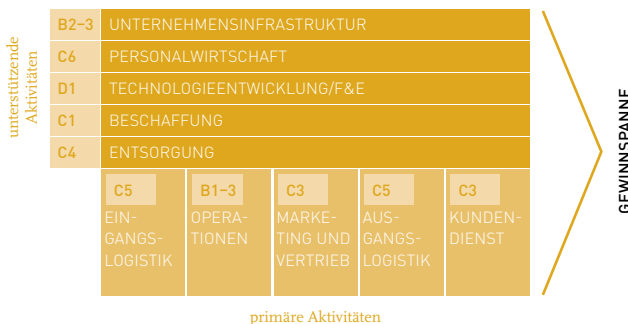 unterstützende
Aktivitäten
B2–3 UNTERNEHMENSINFRASTRUKTUR
C6 PERSONALWIRTSCHAFT
D1 TECHNOLOGIEENTWICKLUNG/F&E
C1 BESCHAFFUNG
C4 ENTSORGUNG
C5
EIN-
GANGS-
LOGISTIK
B1–3
OPERA-
TIONEN
C3
MARKE-
TING UND
VERTRIEB
C5
AUS-
GANGS-
LOGISTIK
C3
KUNDEN-
DIENST
primäre Aktivitäten
GEWINNSPANNE